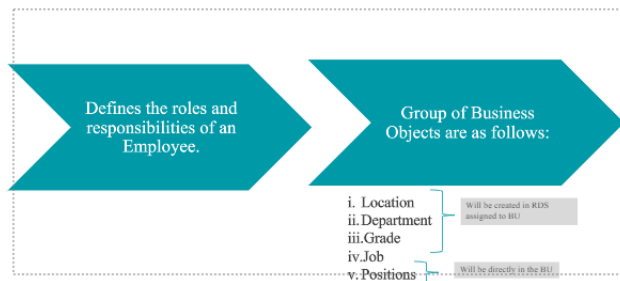 Defines the roles and
responsibilities of an
Employee.
Group of Business
Objects are as follows:
i. Location
ii. Department
iii.Grade
iv.Job
v. Positions
Will be created in RDS
assigned to BU
Will be directly in the BU